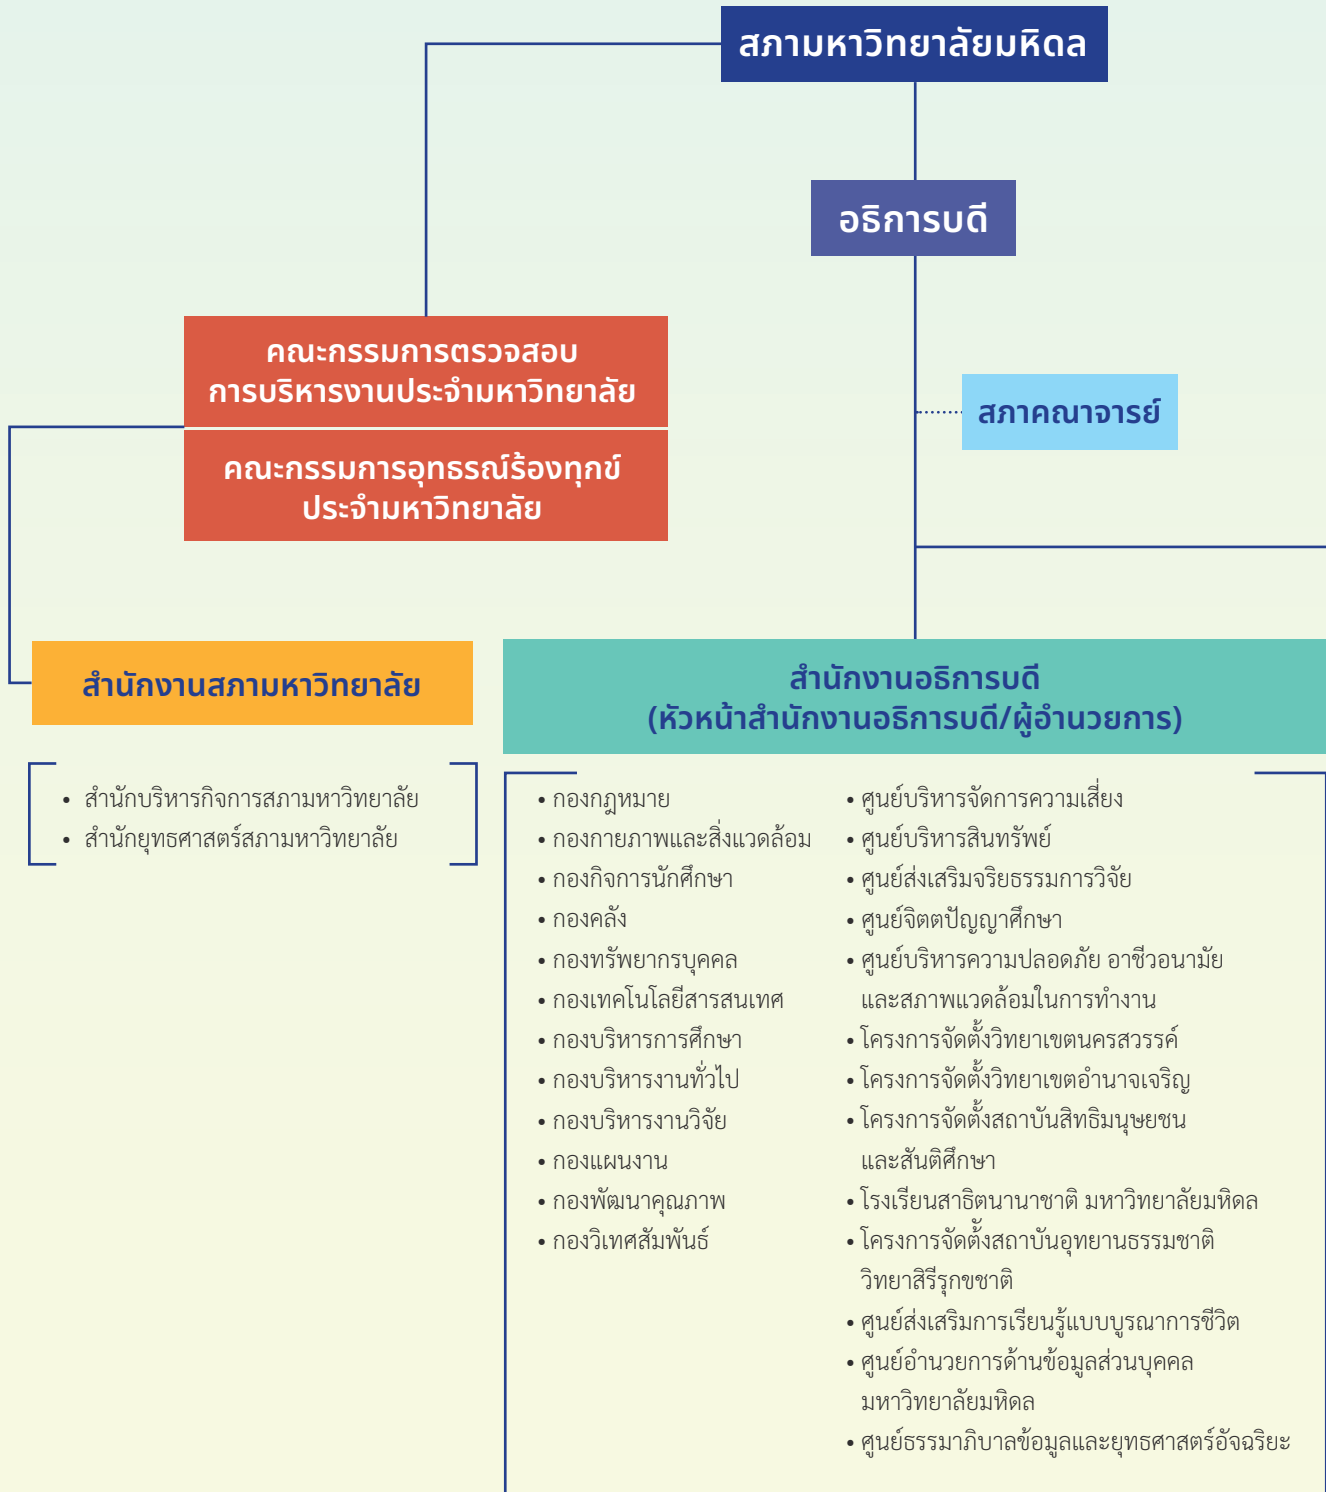 สภามหาวิทยาลัยมหิดล
อธิการบดี
คณะกรรมการตรวจสอบ
การบริหารงานประจำมหาวิทยาลัย
สภาคณาจารย์
คณะกรรมการอุทธรณ์ร้องทุกข์
ประจำมหาวิทยาลัย
สำนักงานสภามหาวิทยาลัย
• สำนักบริหารกิจการสภามหาวิทยาลัย
• สำนักยุทธศาสตร์สภามหาวิทยาลัย
สำนักงานอธิการบดี
(หัวหน้าสำนักงานอธิการบดี/ผู้อำนวยการ)
• กองกฎหมาย
• กองกายภาพและสิ่งแวดล้อม
• กองกิจการนักศึกษา
• กองคลัง
• กองทรัพยากรบุคคล
• กองเทคโนโลยีสารสนเทศ
• กองบริหารการศึกษา
• กองบริหารงานทั่วไป
• กองบริหารงานวิจัย
• กองแผนงาน
• กองพัฒนาคุณภาพ
• กองวิเทศสัมพันธ์
• ศูนย์บริหารจัดการความเสี่ยง
• ศูนย์บริหารสินทรัพย์
• ศูนย์ส่งเสริมจริยธรรมการวิจัย
• ศูนย์จิตตปัญญาศึกษา
• ศูนย์บริหารความปลอดภัย อาชีวอนามัย
และสภาพแวดล้อมในการทำงาน
• โครงการจัดตั้งวิทยาเขตนครสวรรค์
• โครงการจัดตั้งวิทยาเขตอำนาจเจริญ
• โครงการจัดตั้งสถาบันสิทธิมนุษยชน
และสันติศึกษา
• โรงเรียนสาธิตนานาชาติ มหาวิทยาลัยมหิดล
• โครงการจัดตั้งสถาบันอุทยานธรรมชาติ
วิทยาสิรีรุกขชาติ
• ศูนย์ส่งเสริมการเรียนรู้แบบบูรณาการชีวิต
• ศูนย์อำนวยการด้านข้อมูลส่วนบุคคล
มหาวิทยาลัยมหิดล
• ศูนย์ธรรมาภิบาลข้อมูลและยุทธศาสตร์อัจฉริยะ